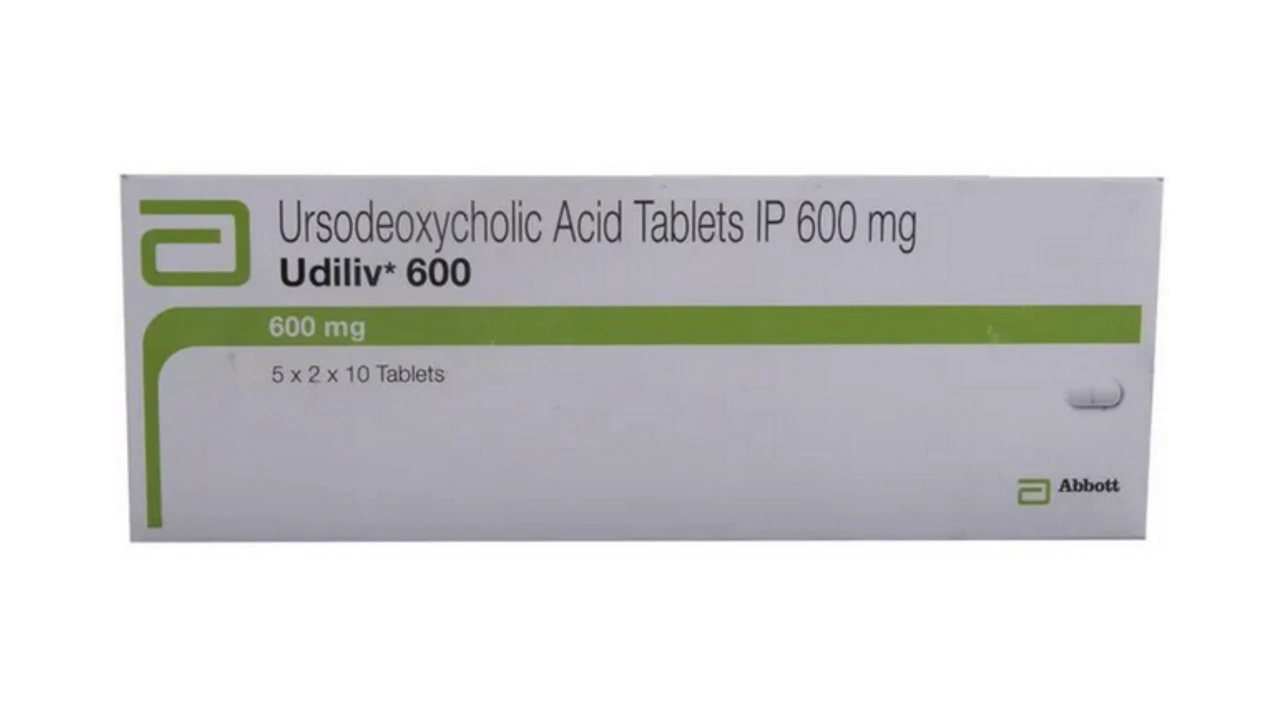 Ursodeoxycholic Acid Tablets IP 600 mg
Udiliv* 600
600 mg
5 x 2 x 10 Tablets
Abbott